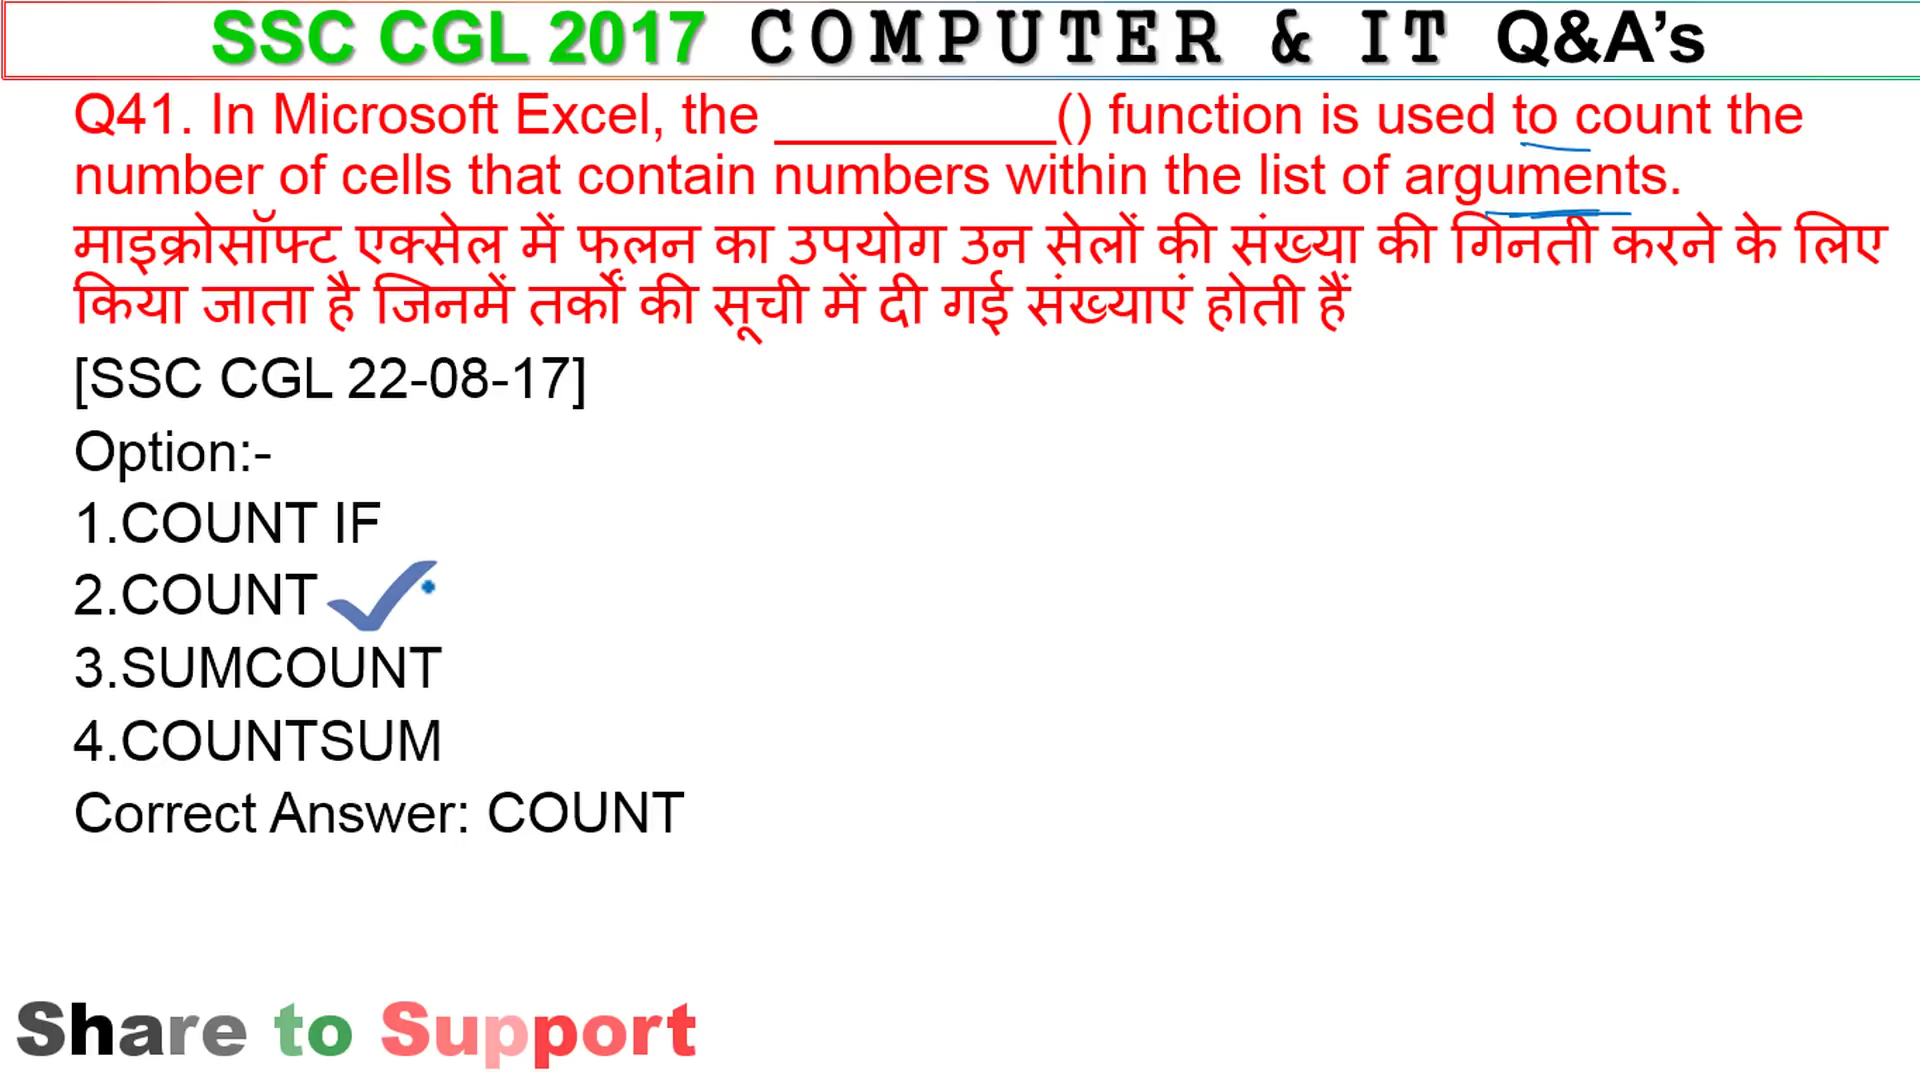 SSC CGL 2017 COMPUTER & IT Q&A’s
Q41. In Microsoft Excel, the __________() function is used to count the
number of cells that contain numbers within the list of arguments.
माइक्रोसॉफ्ट एक्सेल में फलन का उपयोग उन सेलों की संख्या की गिनती करने के लिए
किया जाता है जिनमें तर्कों की सूची में दी गई संख्याएं होती हैं
[SSC CGL 22-08-17]
Option:-
1.COUNT IF
2.COUNT
3.SUMCOUNT
4.COUNTSUM
Correct Answer: COUNT
Share to Support